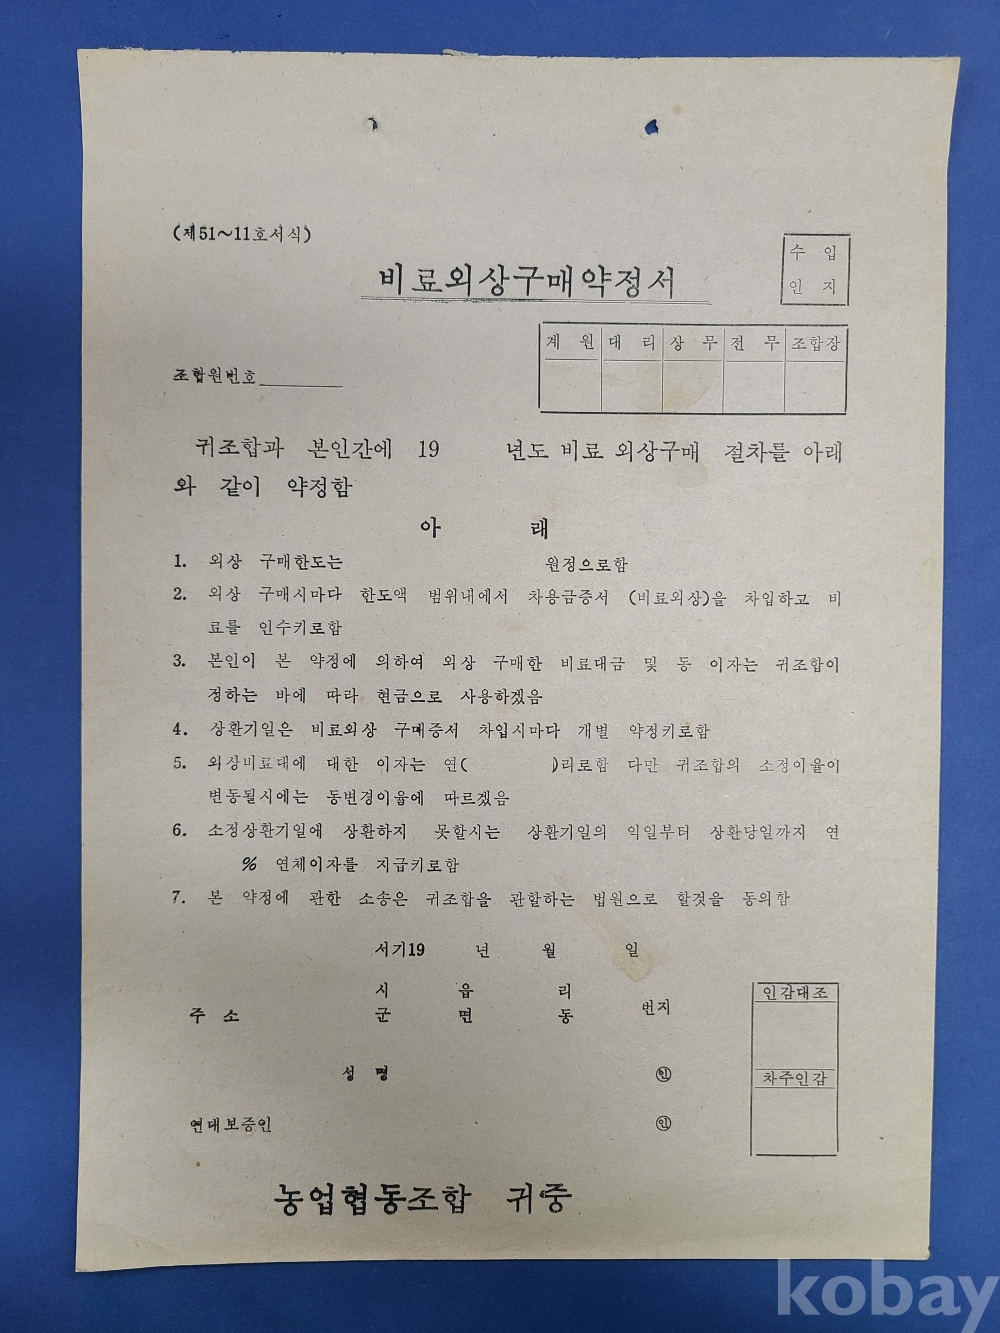 (제51~11호서식)
수 입
인 지
비료외상구매약정서
계 원 대 리 상 무 전 무 조합장
조합원번호
귀조합과 본인간에 19 년도 비료 외상구매 절차를 아래
와 같이 약정함
아 래
1. 외상 구매한도는 원정으로함
2. 외상 구매시마다 한도액 범위내에서 차용금증서 (비료외상)을 차입하고 비
료를 인수키로함
3. 본인이 본 약정에 의하여 외상 구매한 비료대금 및 동 이자는 귀조합이
정하는 바에 따라 현금으로 사용하겠음
4. 상환기일은 비료외상 구매증서 차입시마다 개별 약정키로함
5. 외상비료대에 대한 이자는 연( )리로함 다만 귀조합의 소정이율이
변동될시에는 동변경이율에 따르겠음
6. 소정상환기일에 상환하지 못할시는 상환기일의 익일부터 상환당일까지 연
% 연체이자를 지급키로함
7. 본 약정에 관한 소송은 귀조합을 관할하는 법원으로 할것을 동의함
서기19 년 월 일
시 읍 리
주 소 군 면 동 번지
인감대조
성 명 ㊞
차주인감
연대보증인 ㊞
농업협동조합 귀중
kobay